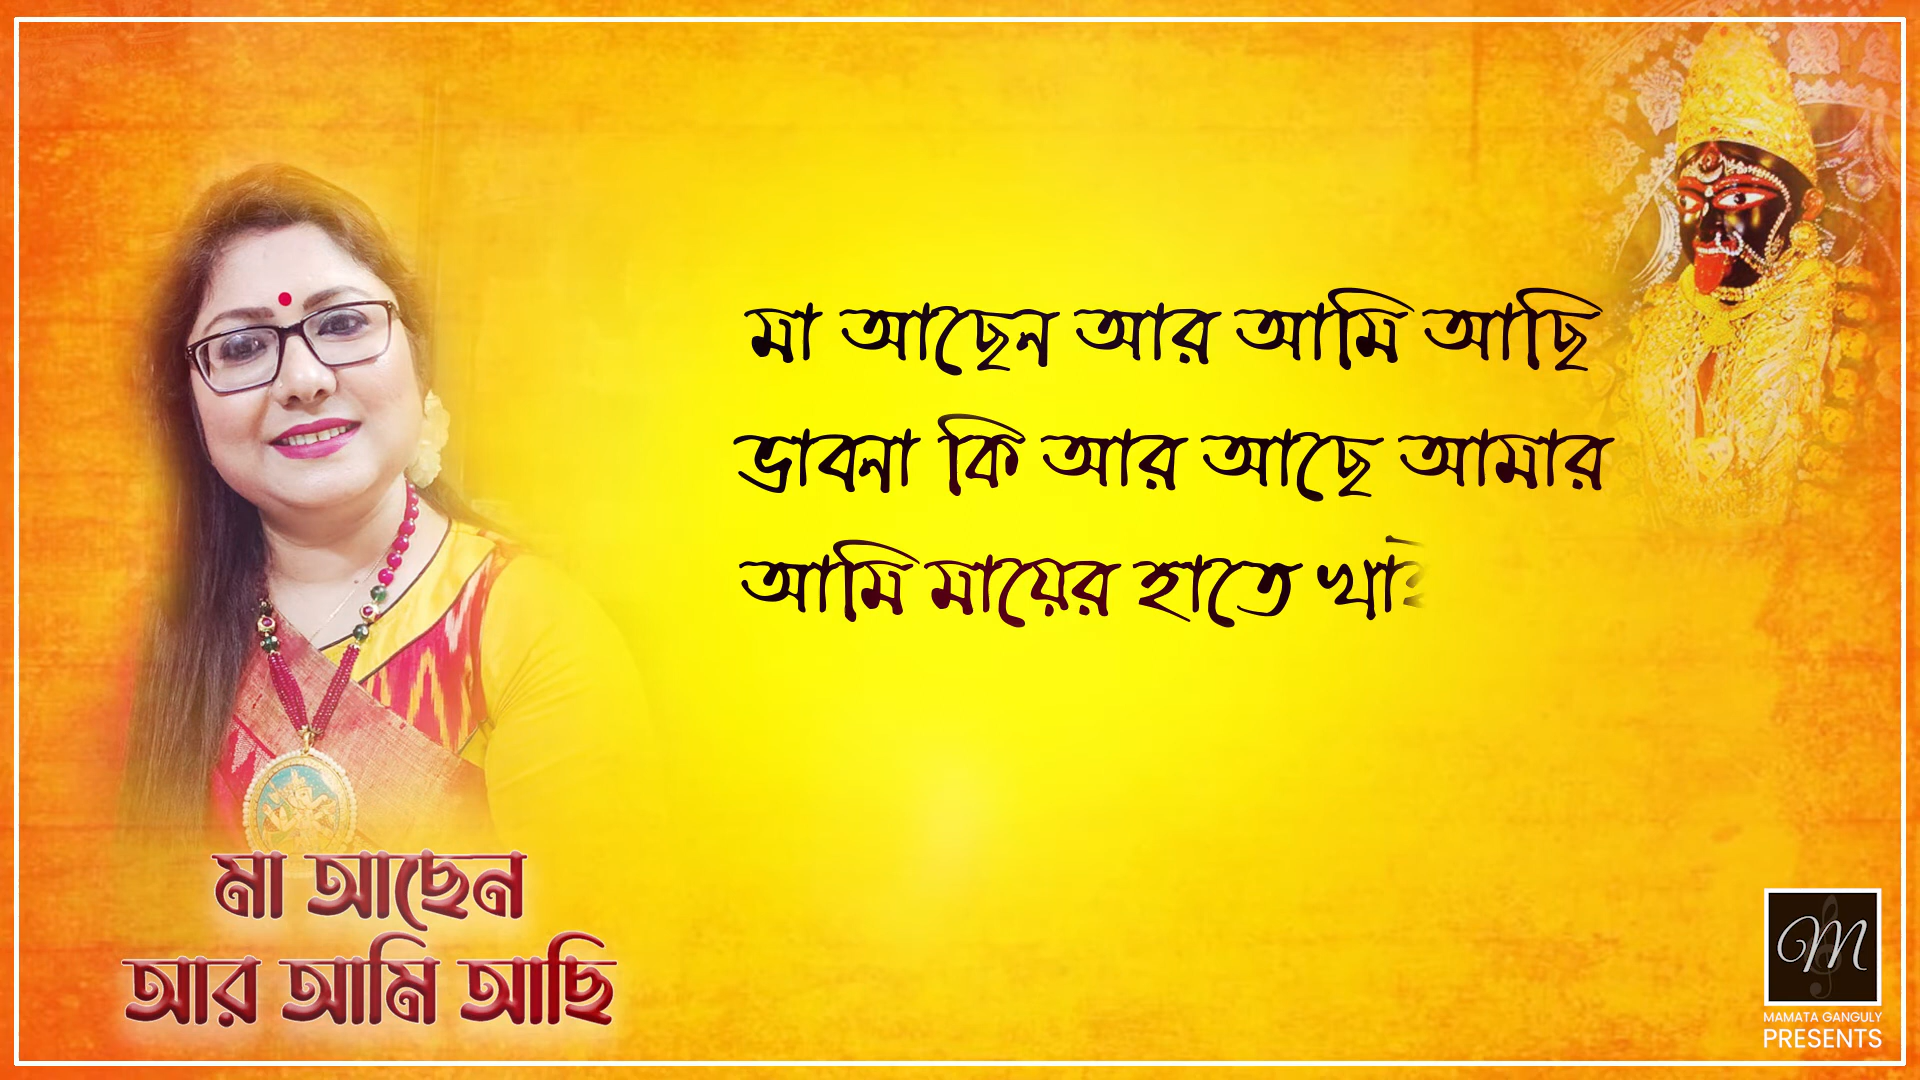 মা আছেন আর আমি আছি
ভাবনা কি আর আছে আমার
আমি মায়ের হাতে
মা আছেন
আর আমি আছি
M
MAMATA GANGULY
PRESENTS